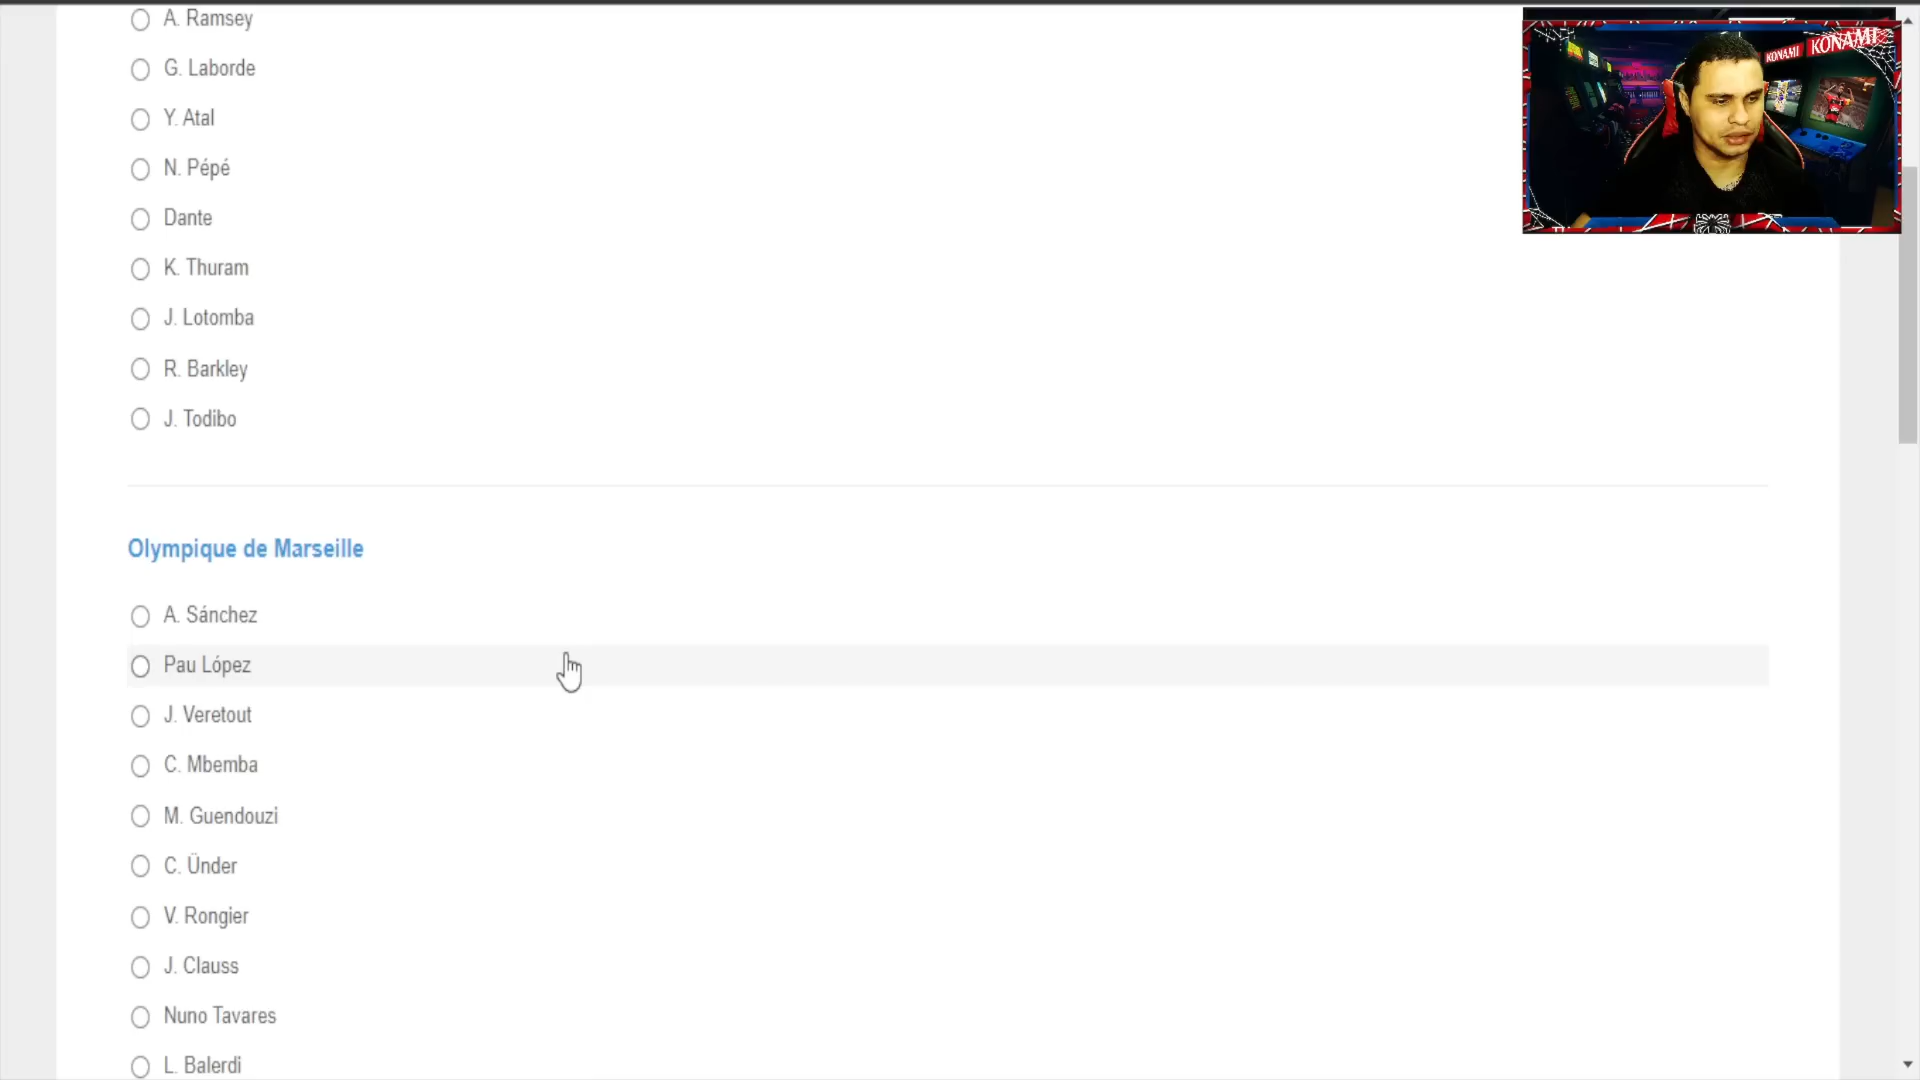 A. Ramsey
G. Laborde
Y. Atal
N. Pépé
Dante
K. Thuram
J. Lotomba
R. Barkley
J. Todibo
Olympique de Marseille
A. Sánchez
Pau López
J. Veretout
C. Mbemba
M. Guendouzi
C. Ünder
V. Rongier
J. Clauss
Nuno Tavares
L. Balerdi
KONAMI
KONAMI